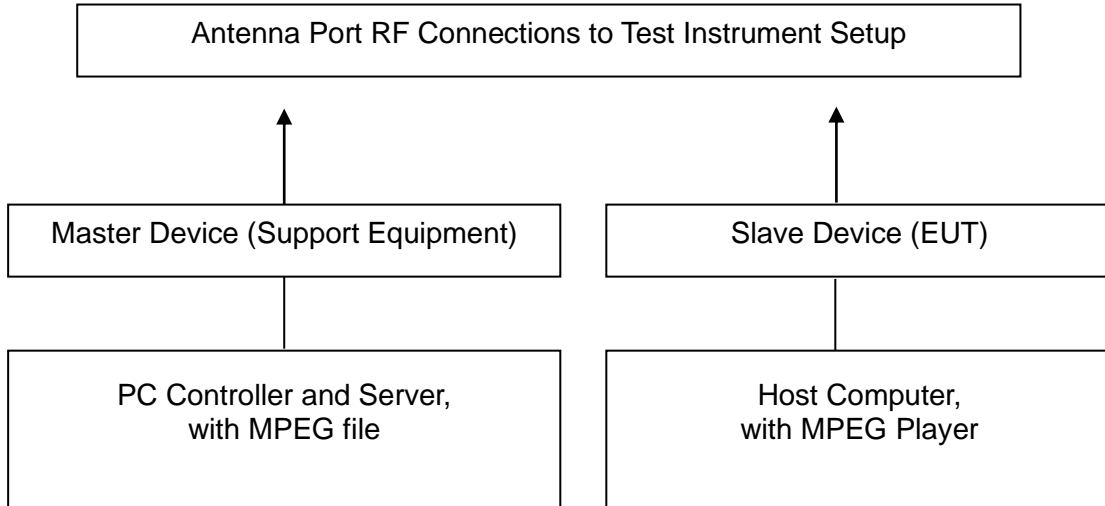 Antenna Port RF Connections to Test Instrument Setup
Master Device (Support Equipment)
Slave Device (EUT)
PC Controller and Server,
with MPEG file
Host Computer,
with MPEG Player